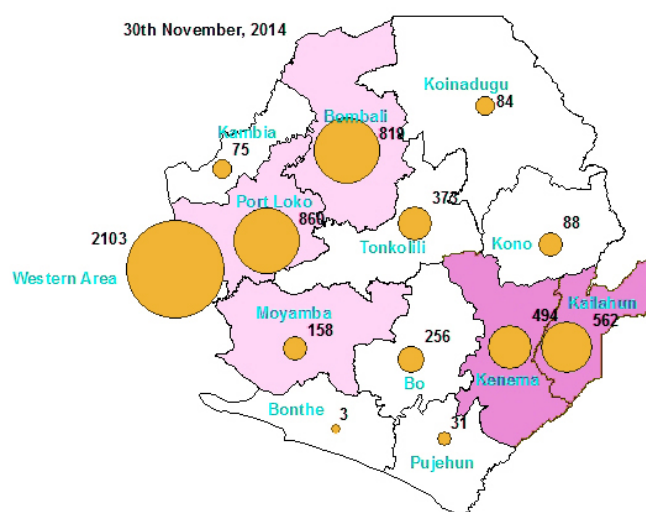 30th November, 2014
Koinadugu
84
Bombali
819
Kambia
75
Port Loko
860
373
Tonkolili
88
Kono
2103
Western Area
Kailahun
562
494
Kenema
Moyamba
158
256
Bo
Bonthe
3
31
Pujehun